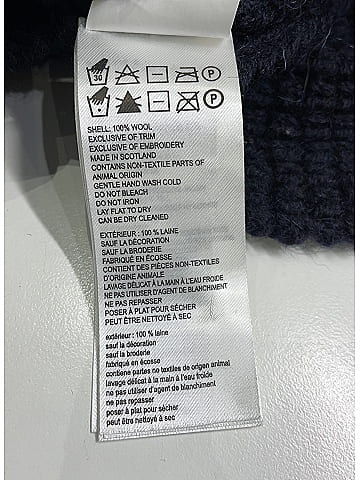 30 P
P
SHELL: 100% WOOL
EXCLUSIVE OF TRIM
EXCLUSIVE OF EMBROIDERY
MADE IN SCOTLAND
CONTAINS NON-TEXTILE PARTS OF
ANIMAL ORIGIN
GENTLE HAND WASH COLD
DO NOT BLEACH
DO NOT IRON
LAY FLAT TO DRY
CAN BE DRY CLEANED
EXTÉRIEUR : 100 % LAINE
SAUF LA DÉCORATION
SAUF LA BRODERIE
FABRIQUÉ EN ÉCOSSE
CONTIENT DES PIÈCES NON-TEXTILES
D'ORIGINE ANIMALE
LAVAGE DÉLICAT À LA MAIN À L'EAU FROIDE
NE PAS UTILISER D'AGENT DE BLANCHIMENT
NE PAS REPASSER
POSER À PLAT POUR SÉCHER
PEUT ÊTRE NETTOYÉ À SEC
extérieur : 100 % laine
sauf la décoration
sauf la broderie
fabriqué en écosse
contiene partes no textiles de origen animal
lavage délicat à la main à l'eau froide
ne pas utiliser d'agent de blanchiment
ne pas repasser
poser à plat pour sécher
peut être nettoyé à sec